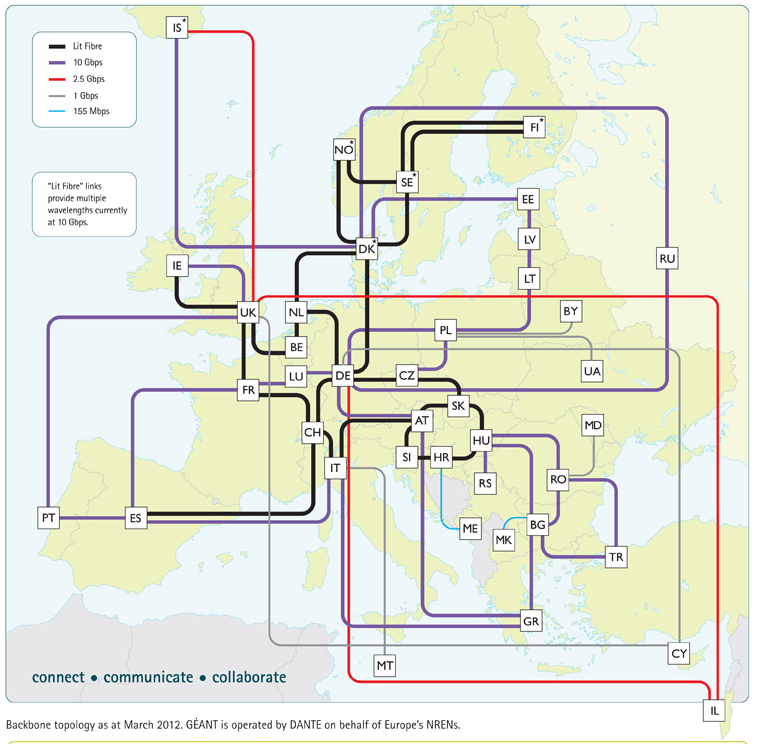 IS*
Lit Fibre
10 Gbps
2.5 Gbps
1 Gbps
155 Mbps
FI*
NO*
SE*
"Lit Fibre" links
provide multiple
wavelengths currently
at 10 Gbps.
EE
LV
DK*
RU
IE
LT
UK
NL
BY
PL
BE
UA
LU
DE
CZ
FR
SK
AT
MD
CH
HU
SI
HR
IT
RS
RO
PT
ES
ME
BG
MK
TR
GR
CY
MT
connect • communicate • collaborate
IL
Backbone topology as at March 2012. GÉANT is operated by DANTE on behalf of Europe's NRENs.